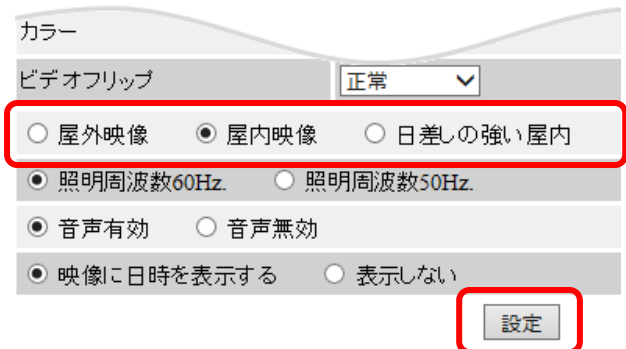 カラー
ビデオフリップ 正常
屋外映像 屋内映像 日差しの強い屋内
照明周波数60Hz. 照明周波数50Hz.
音声有効 音声無効
映像に日時を表示する 表示しない
設定